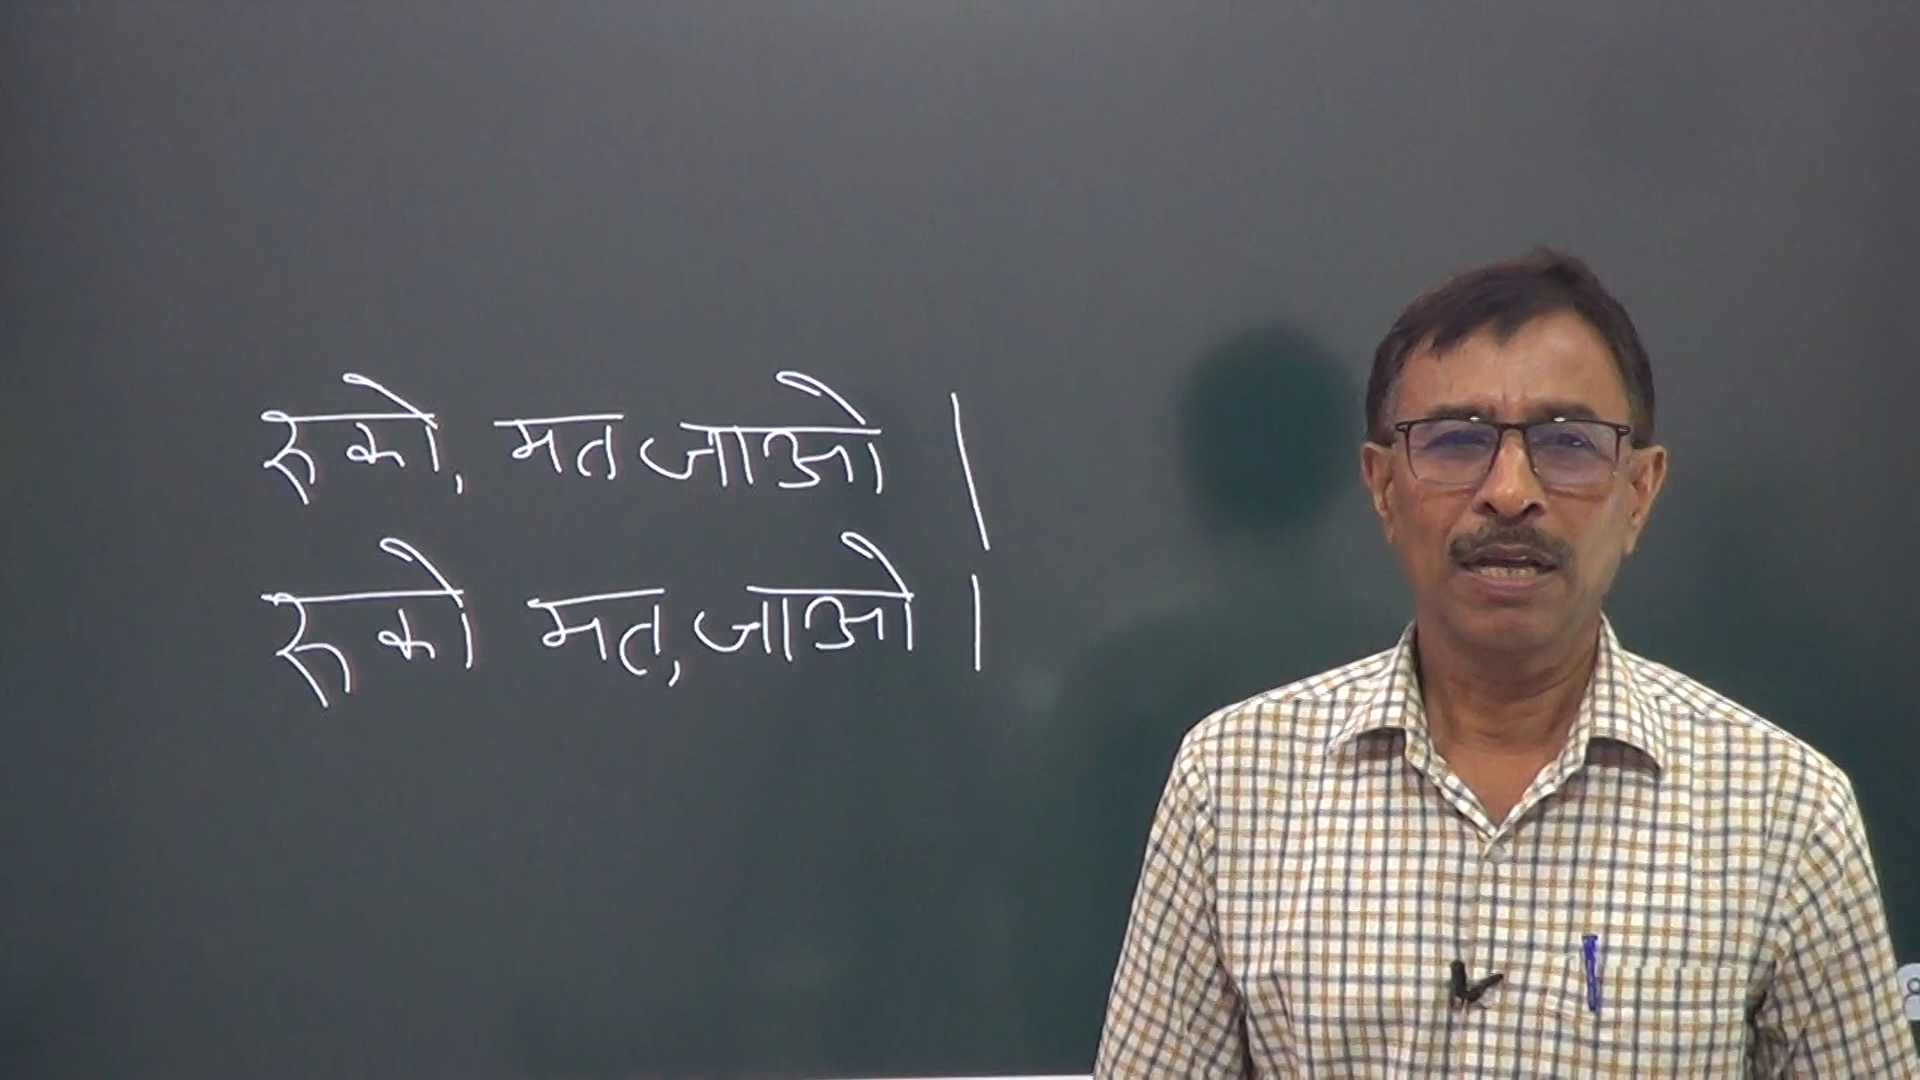 रुको, मत जाओ ।
रुको मत, जाओ ।